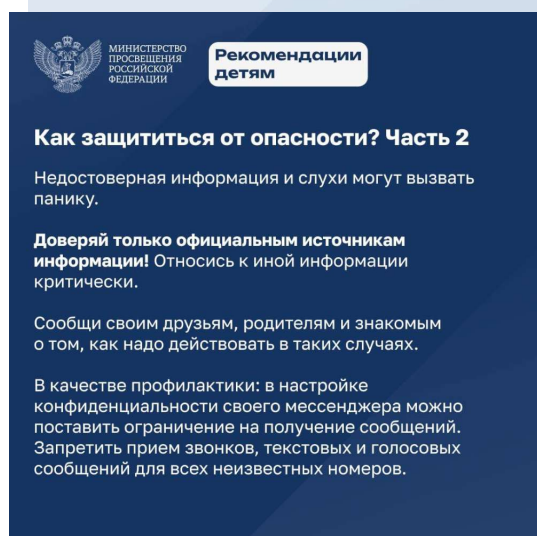 МИНИСТЕРСТВО
ПРОСВЕЩЕНИЯ
РОССИЙСКОЙ
ФЕДЕРАЦИИ
Рекомендации
детям
Как защититься от опасности? Часть 2
Недостоверная информация и слухи могут вызвать
панику.
Доверяй только официальным источникам
информации! Относись к иной информации
критически.
Сообщи своим друзьям, родителям и знакомым
о том, как надо действовать в таких случаях.
В качестве профилактики: в настройке
конфиденциальности своего мессенджера можно
поставить ограничение на получение сообщений.
Запретить прием звонков, текстовых и голосовых
сообщений для всех неизвестных номеров.